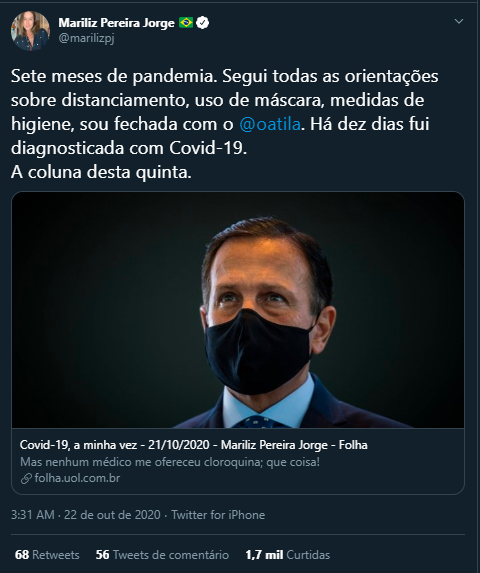 Mariliz Pereira Jorge 🇧🇷
@marilizpj
Sete meses de pandemia. Segui todas as orientações
sobre distanciamento, uso de máscara, medidas de
higiene, sou fechada com o @oatila. Há dez dias fui
diagnosticada com Covid-19.
A coluna desta quinta.
Covid-19, a minha vez - 21/10/2020 - Mariliz Pereira Jorge - Folha
Mas nenhum médico me ofereceu cloroquina; que coisa!
folha.uol.com.br
3:31 AM · 22 de out de 2020 · Twitter for iPhone
68 Retweets 56 Tweets de comentário 1,7 mil Curtidas